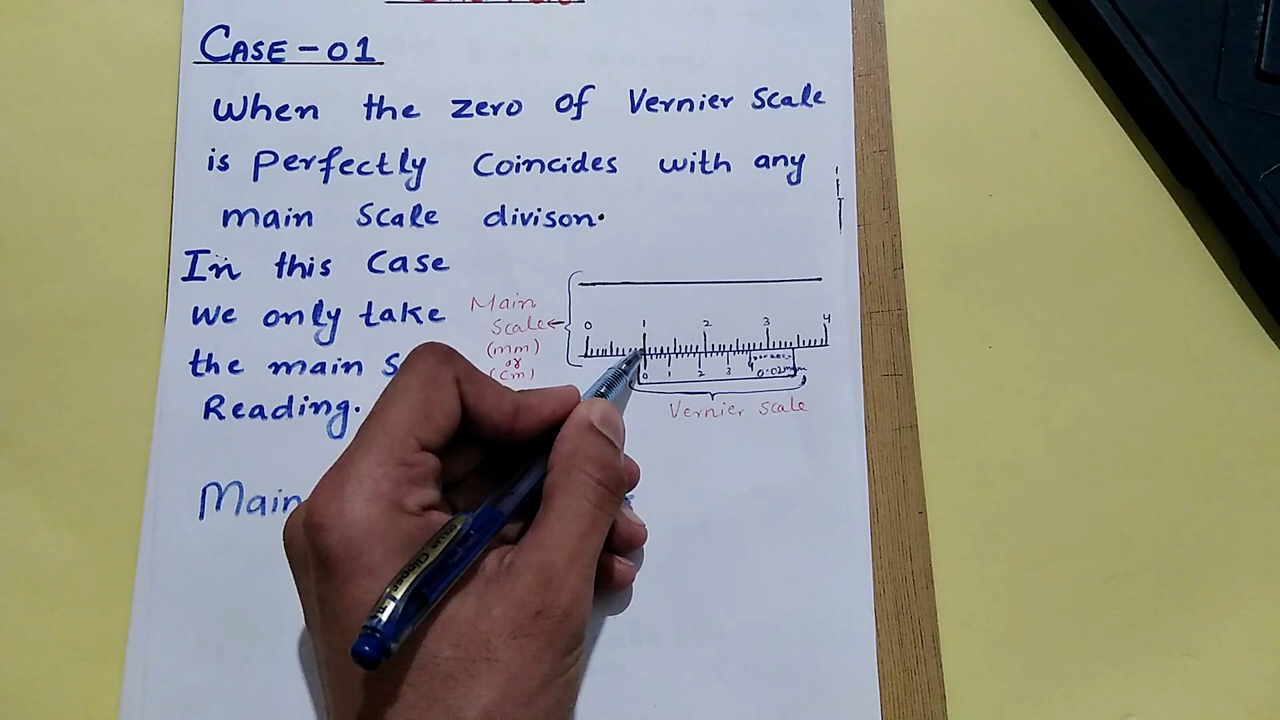 CASE-01
When the zero of Vernier Scale
is Perfectly Coincides with any
main Scale divison.
In this Case
we only take
the main S
Reading.
Main
Main
Scale
(mm)
or
(cm)
0 1 2 3 4
0 1 2 3 4
0.02mm
Vernier scale